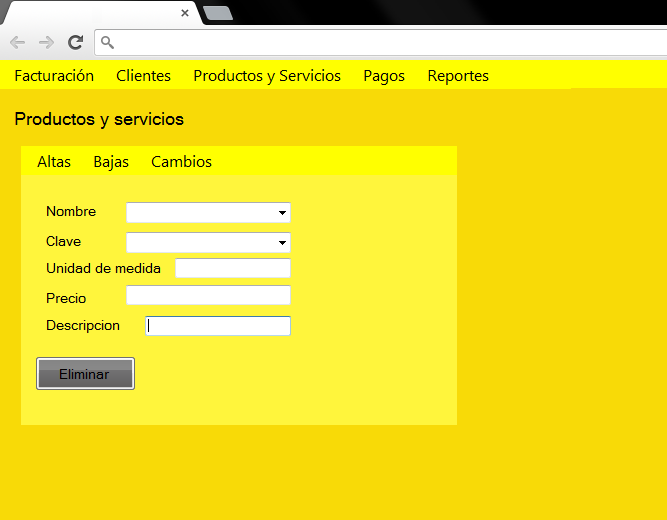 Facturación Clientes Productos y Servicios Pagos Reportes
Productos y servicios
Altas Bajas Cambios
Nombre
Clave
Unidad de medida
Precio
Descripcion
Eliminar